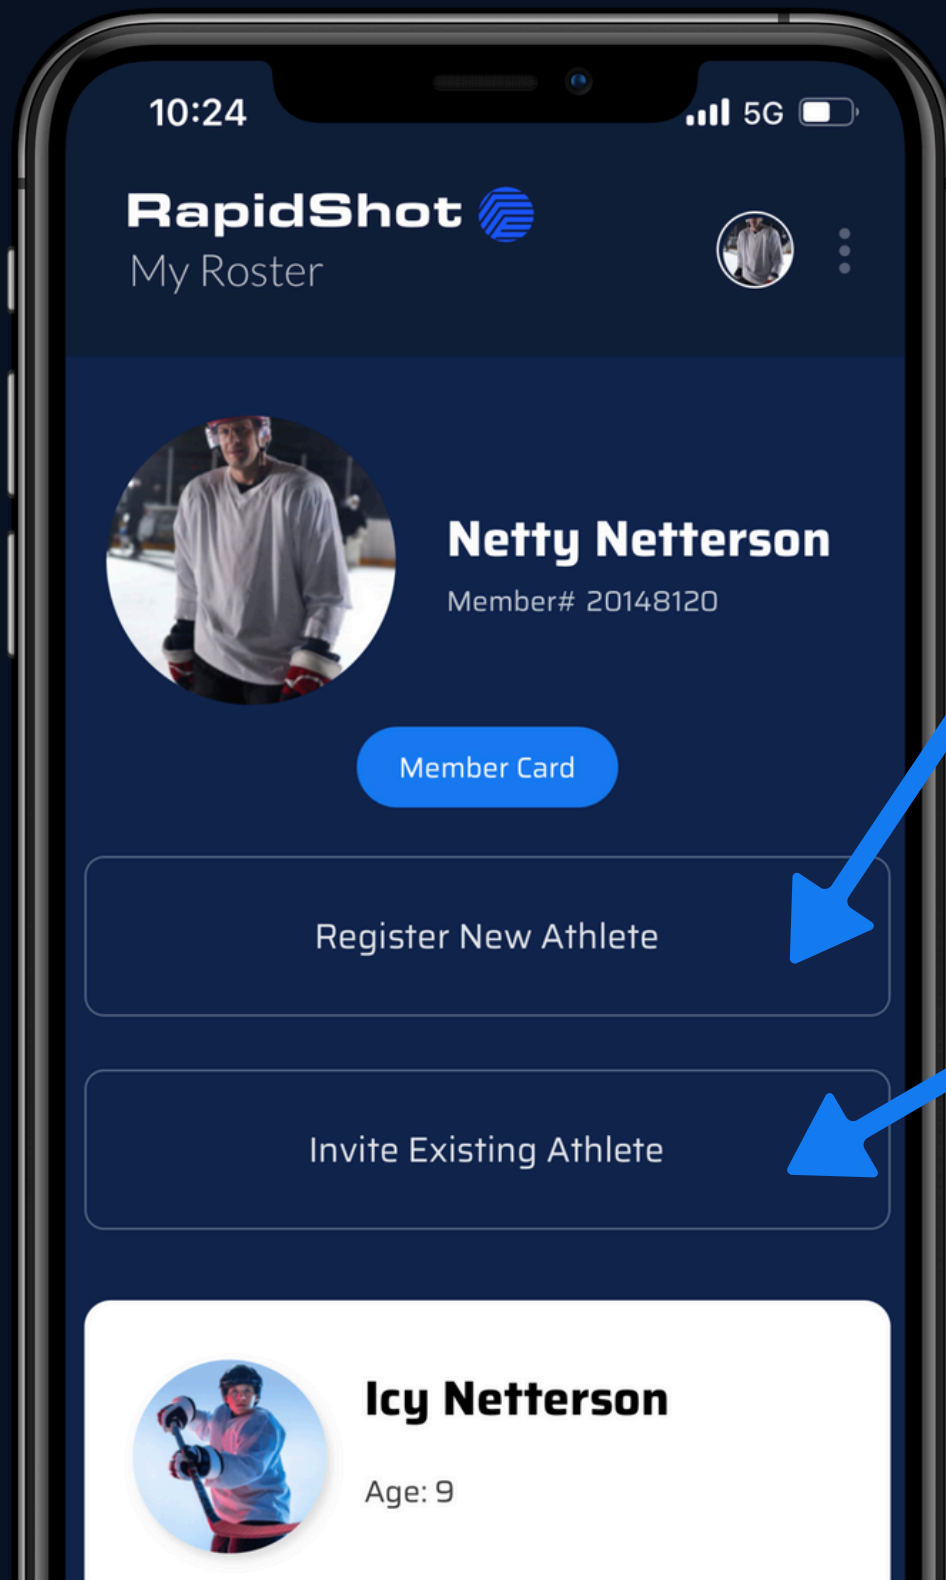 10:24
5G
RapidShot
My Roster
Netty Netterson
Member# 20148120
Member Card
Register New Athlete
Invite Existing Athlete
Icy Netterson
Age: 9